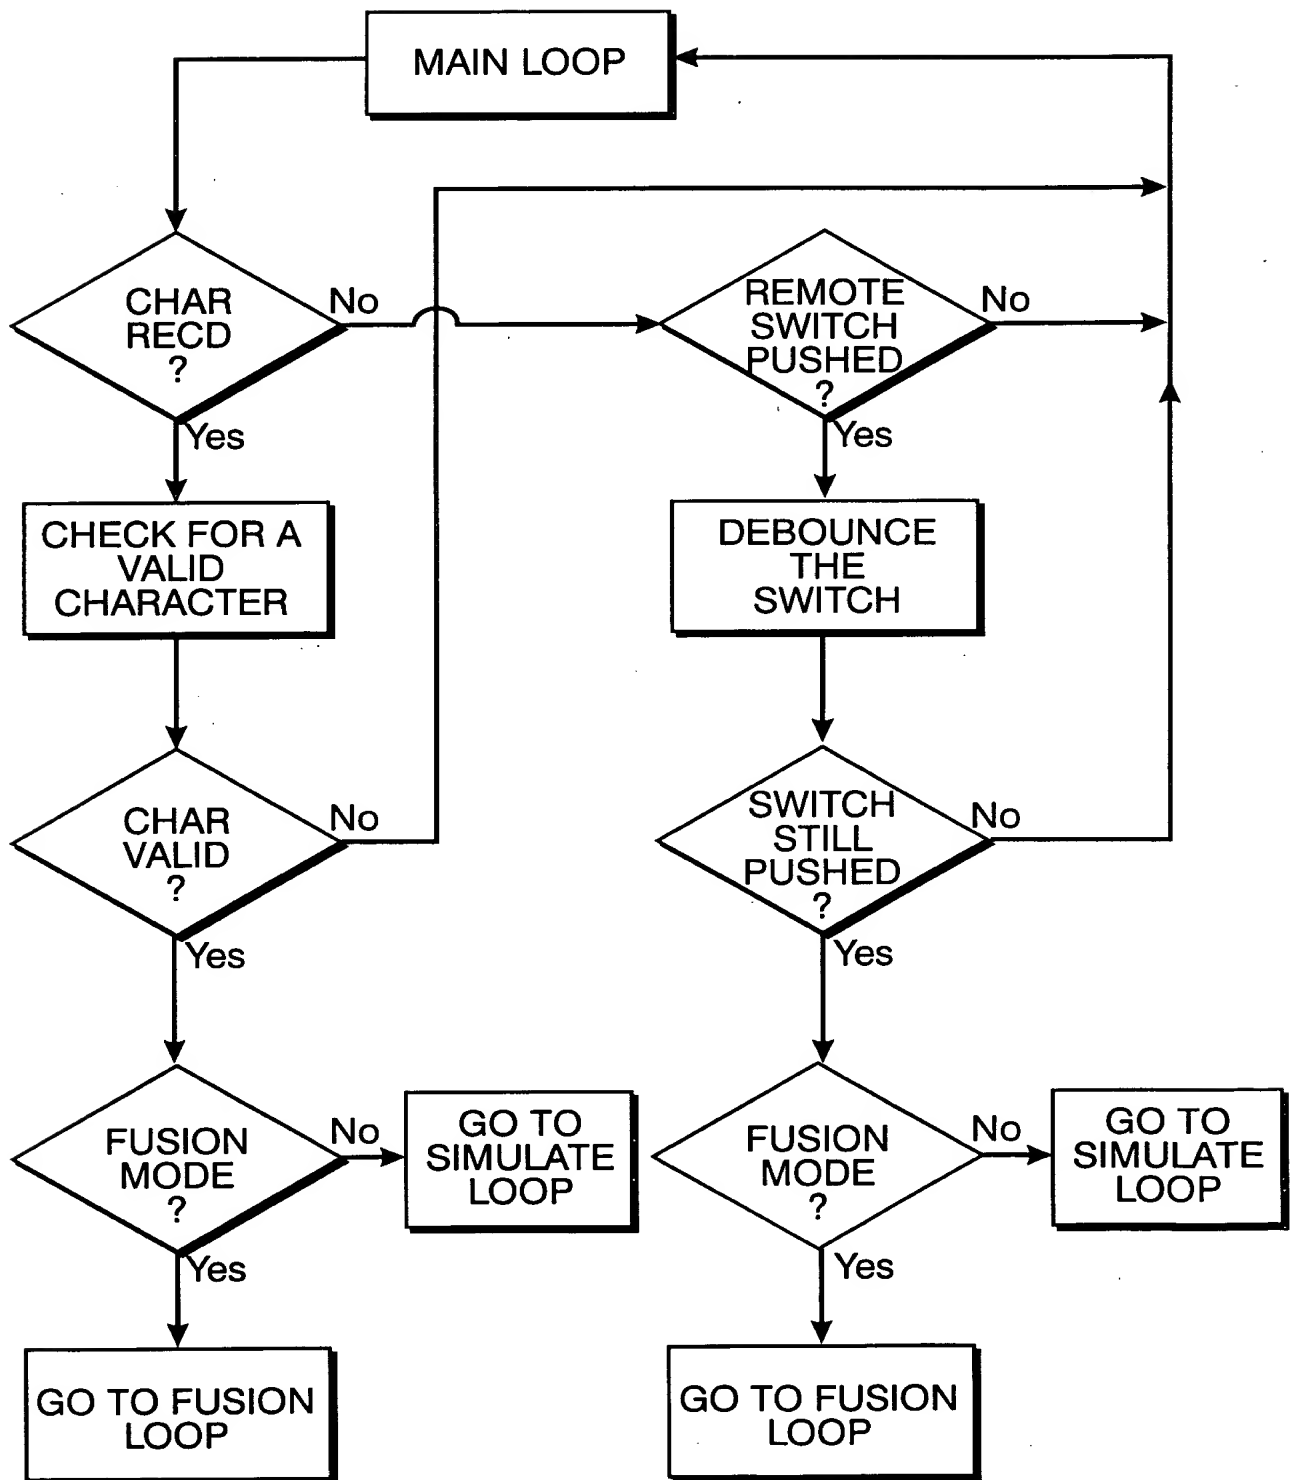 MAIN LOOP
CHAR
RECD
?
No
Yes
REMOTE
SWITCH
PUSHED
?
No
Yes
CHECK FOR A
VALID
CHARACTER
DEBOUNCE
THE
SWITCH
CHAR
VALID
?
No
Yes
SWITCH
STILL
PUSHED
?
No
Yes
FUSION
MODE
?
No
Yes
GO TO
SIMULATE
LOOP
FUSION
MODE
?
No
Yes
GO TO
SIMULATE
LOOP
GO TO FUSION
LOOP
GO TO FUSION
LOOP